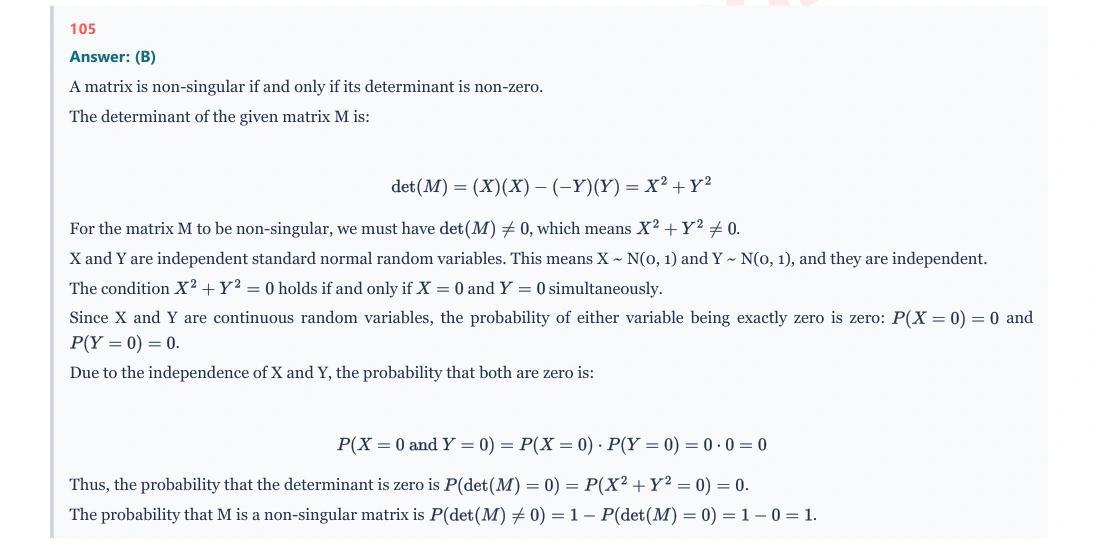 105
Answer: (B)
A matrix is non-singular if and only if its determinant is non-zero.
The determinant of the given matrix M is:
det(M) = (X)(X) − (−Y)(Y) = X² + Y²
For the matrix M to be non-singular, we must have det(M) ≠ 0, which means X² + Y² ≠ 0.
X and Y are independent standard normal random variables. This means X ~ N(0, 1) and Y ~ N(0, 1), and they are independent.
The condition X² + Y² = 0 holds if and only if X = 0 and Y = 0 simultaneously.
Since X and Y are continuous random variables, the probability of either variable being exactly zero is zero: P(X = 0) = 0 and
P(Y = 0) = 0.
Due to the independence of X and Y, the probability that both are zero is:
P(X = 0 and Y = 0) = P(X = 0) · P(Y = 0) = 0 · 0 = 0
Thus, the probability that the determinant is zero is P(det(M) = 0) = P(X² + Y² = 0) = 0.
The probability that M is a non-singular matrix is P(det(M) ≠ 0) = 1 − P(det(M) = 0) = 1 − 0 = 1.